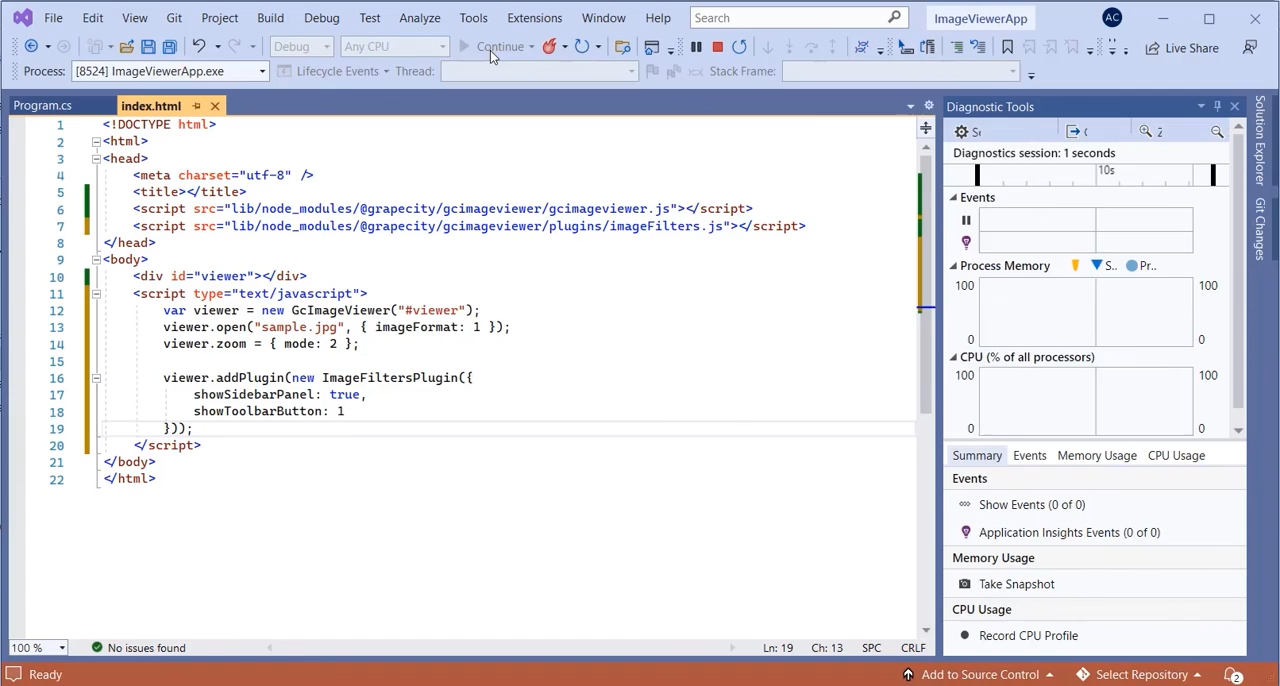 File Edit View Git Project Build Debug Test Analyze Tools Extensions Window Help Search ImageViewerApp AC
Debug Any CPU Continue Live Share
Process: [8524] ImageViewerApp.exe Lifecycle Events Thread: Stack Frame:
Program.cs index.html
1 <!DOCTYPE html>
2 <html>
3 <head>
4 <meta charset="utf-8" />
5 <title></title>
6 <script src="lib/node_modules/@grapecity/gcimageviewer/gcimageviewer.js"></script>
7 <script src="lib/node_modules/@grapecity/gcimageviewer/plugins/imageFilters.js"></script>
8 </head>
9 <body>
10 <div id="viewer"></div>
11 <script type="text/javascript">
12 var viewer = new GcImageViewer("#viewer");
13 viewer.open("sample.jpg", { imageFormat: 1 });
14 viewer.zoom = { mode: 2 };
15
16 viewer.addPlugin(new ImageFiltersPlugin({
17 showSidebarPanel: true,
18 showToolbarButton: 1
19 }));
20 </script>
21 </body>
22 </html>
100 % No issues found Ln: 19 Ch: 13 SPC CRLF
Diagnostic Tools
Diagnostics session: 1 seconds
10s
Events
Process Memory S.. Pr..
100 100
0 0
CPU (% of all processors)
100 100
0 0
Summary Events Memory Usage CPU Usage
Events
Show Events (0 of 0)
Application Insights Events (0 of 0)
Memory Usage
Take Snapshot
CPU Usage
Record CPU Profile
Solution Explorer
Git Changes
Ready Add to Source Control Select Repository 2